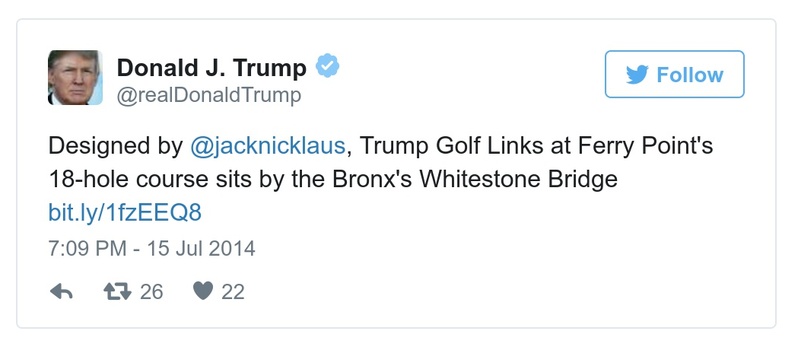 Donald J. Trump
@realDonaldTrump
Follow
Designed by @jacknicklaus, Trump Golf Links at Ferry Point's
18-hole course sits by the Bronx's Whitestone Bridge
bit.ly/1fzEEQ8
7:09 PM - 15 Jul 2014
26 22